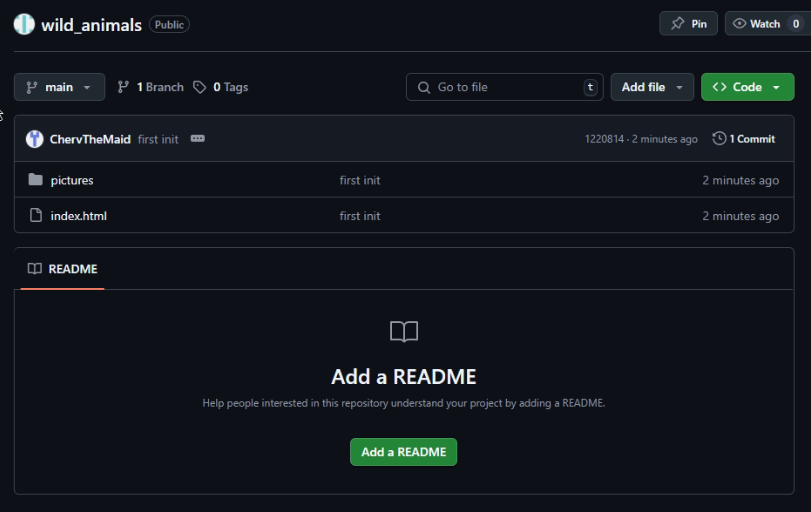 wild_animals Public Pin Watch 0
main 1 Branch 0 Tags Go to file t Add file <> Code
ChervTheMaid first init 1220814 · 2 minutes ago 1 Commit
pictures first init 2 minutes ago
index.html first init 2 minutes ago
README
Add a README
Help people interested in this repository understand your project by adding a README.
Add a README